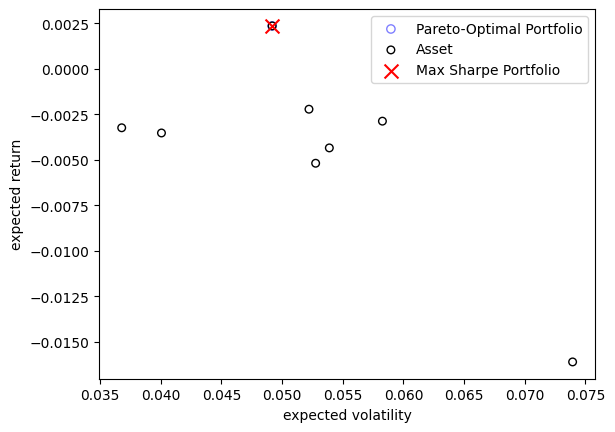 0.0025
0.0000
−0.0025
−0.0050
−0.0075
−0.0100
−0.0125
−0.0150
expected return
Pareto-Optimal Portfolio
Asset
Max Sharpe Portfolio
0.035 0.040 0.045 0.050 0.055 0.060 0.065 0.070 0.075
expected volatility